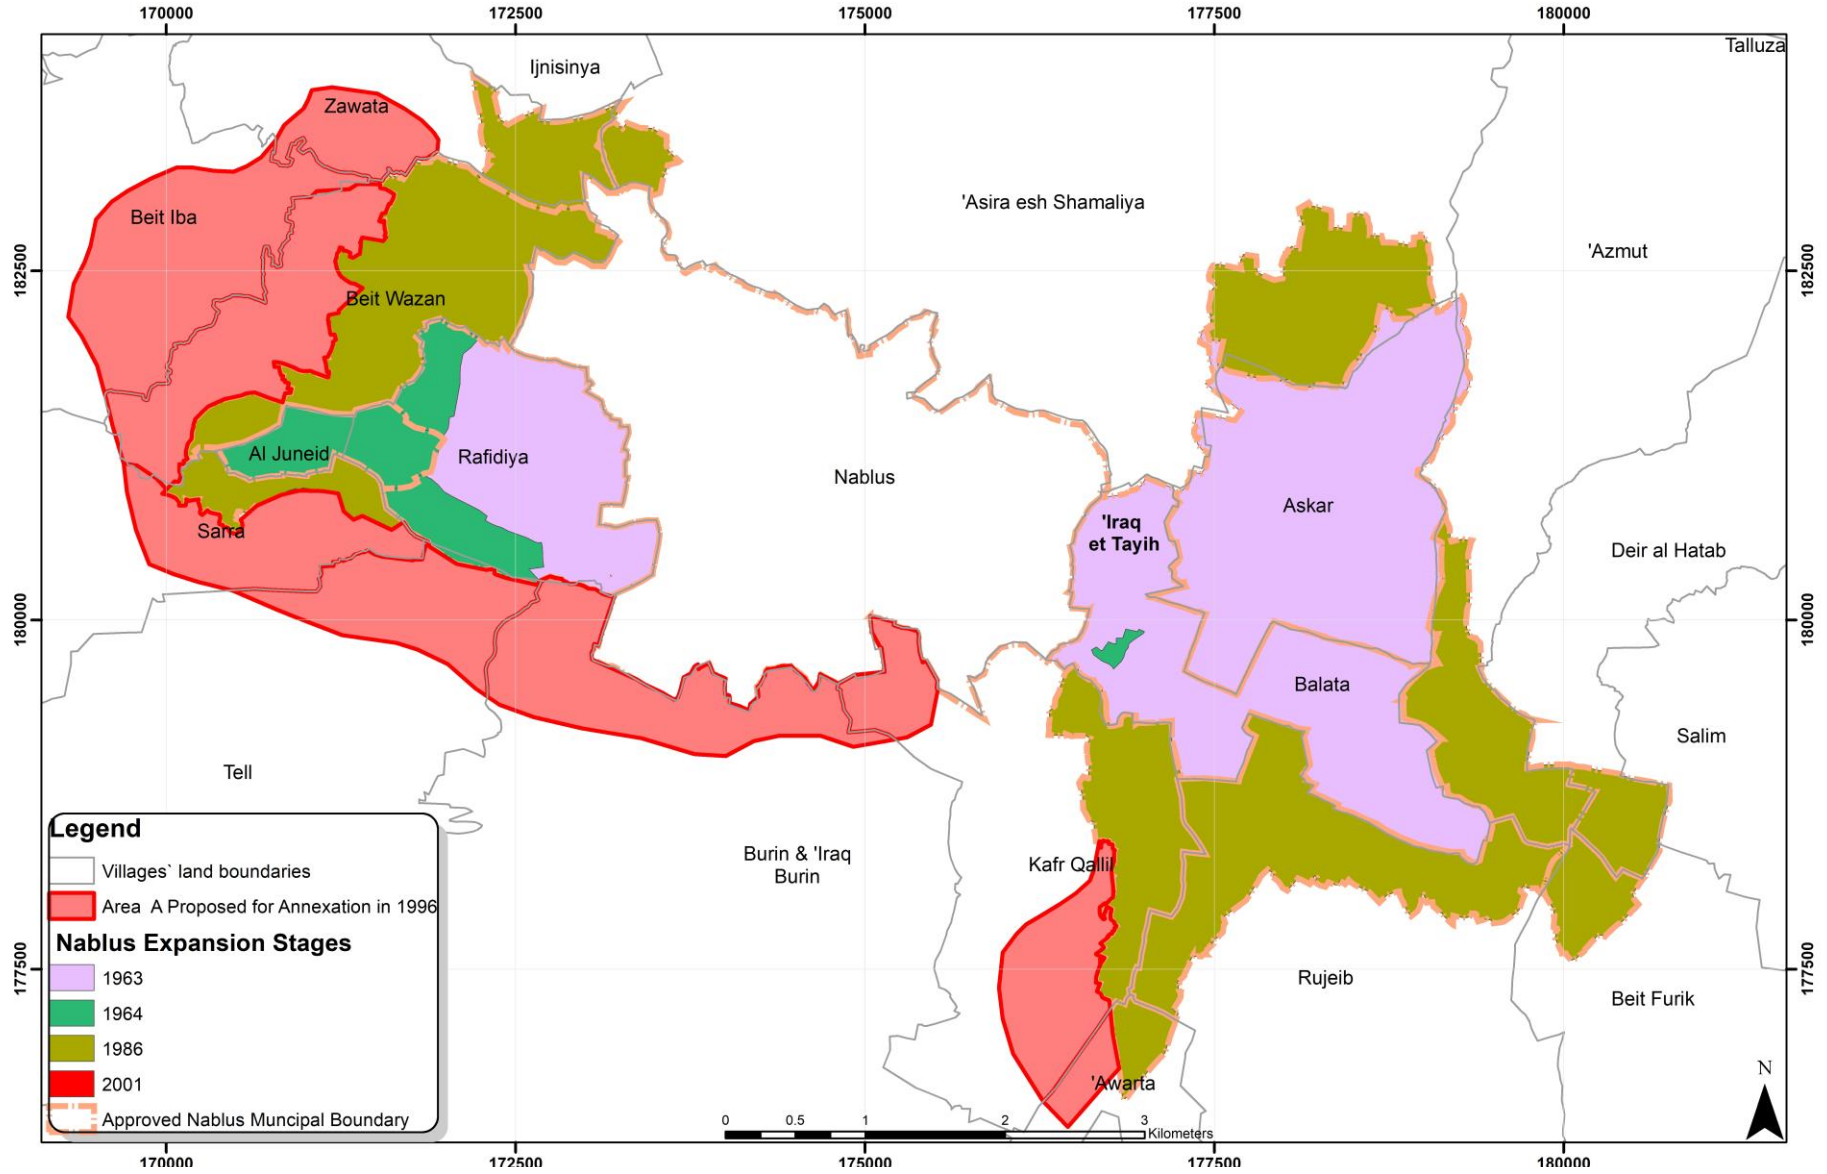 170000 172500 175000 177500 180000
Talluza
Ijnisinya
Zawata
'Asira esh Shamaliya
Beit Iba
'Azmut
182500 182500
Beit Wazan
Al Juneid
Rafidiya
Nablus
Askar
'Iraq
et Tayih
Sarra
Deir al Hatab
180000 180000
Balata
Salim
Tell
Burin & 'Iraq
Burin
Kafr Qallil
Rujeib
177500 177500
Beit Furik
'Awarta
Legend
Villages` land boundaries
Area A Proposed for Annexation in 1996
Nablus Expansion Stages
1963
1964
1986
2001
Approved Nablus Muncipal Boundary
0 0.5 1 2 3
Kilometers
N
170000 172500 175000 177500 180000